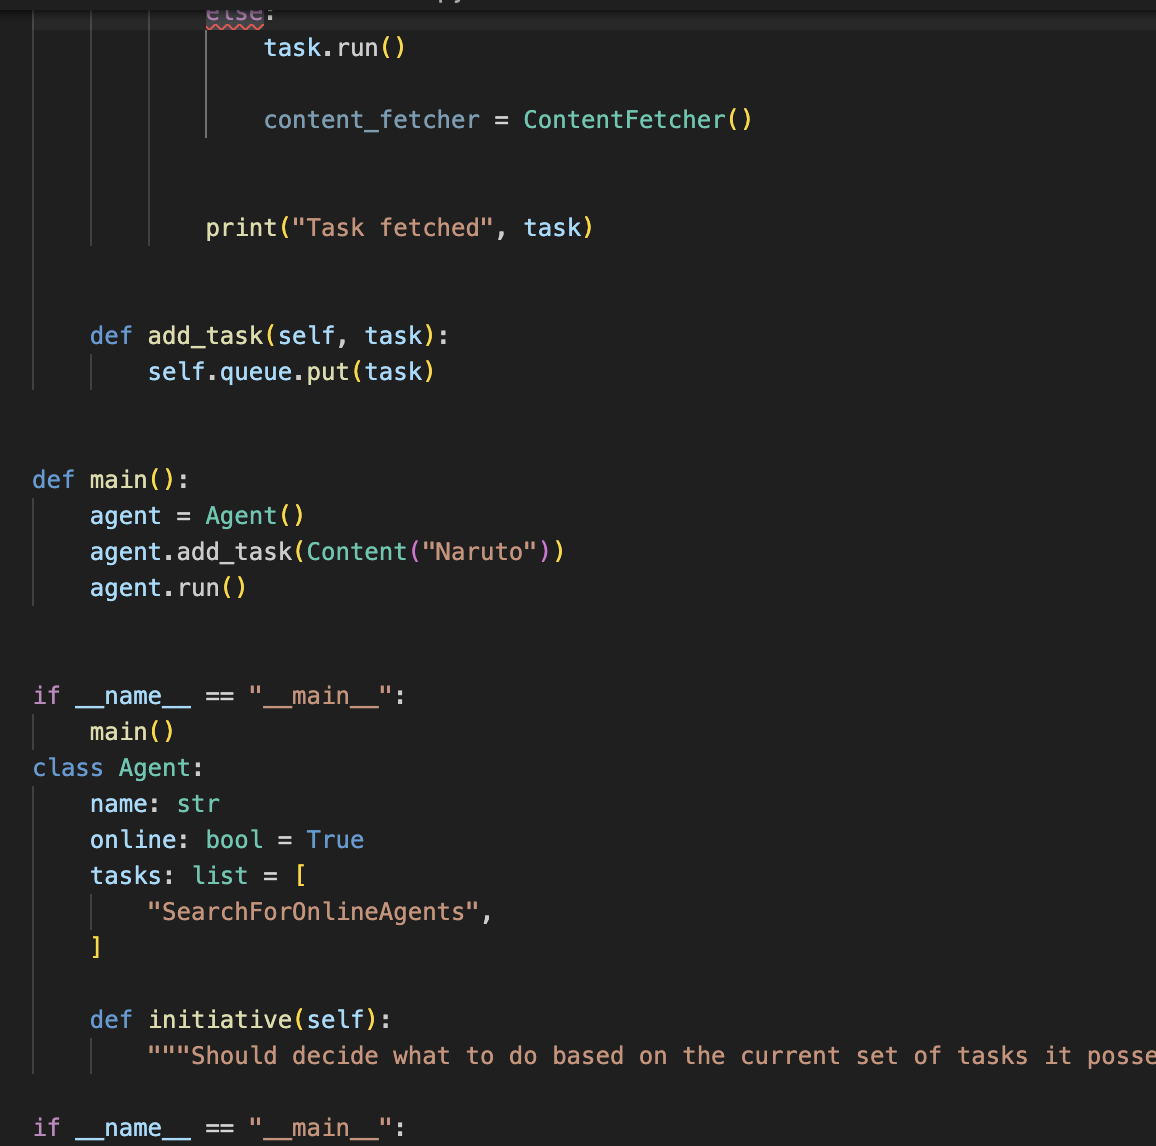 else:
task.run()
content_fetcher = ContentFetcher()
print("Task fetched", task)
def add_task(self, task):
self.queue.put(task)
def main():
agent = Agent()
agent.add_task(Content("Naruto"))
agent.run()
if __name__ == "__main__":
main()
class Agent:
name: str
online: bool = True
tasks: list = [
"SearchForOnlineAgents",
]
def initiative(self):
"""Should decide what to do based on the current set of tasks it posse
if __name__ == "__main__":